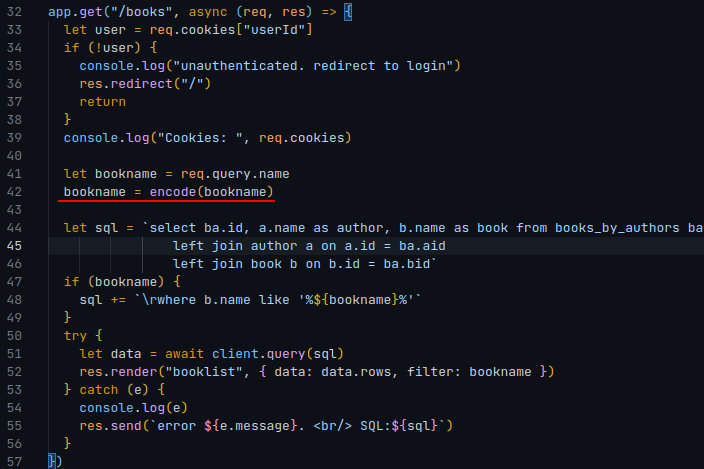 32 app.get("/books", async (req, res) => {
33 let user = req.cookies["userId"]
34 if (!user) {
35 console.log("unauthenticated. redirect to login")
36 res.redirect("/")
37 return
38 }
39 console.log("Cookies: ", req.cookies)
40
41 let bookname = req.query.name
42 bookname = encode(bookname)
43
44 let sql = `select ba.id, a.name as author, b.name as book from books_by_authors ba
45 left join author a on a.id = ba.aid
46 left join book b on b.id = ba.bid`
47 if (bookname) {
48 sql += `\rwhere b.name like '%${bookname}%'`
49 }
50 try {
51 let data = await client.query(sql)
52 res.render("booklist", { data: data.rows, filter: bookname })
53 } catch (e) {
54 console.log(e)
55 res.send(`error ${e.message}. <br/> SQL:${sql}`)
56 }
57 })